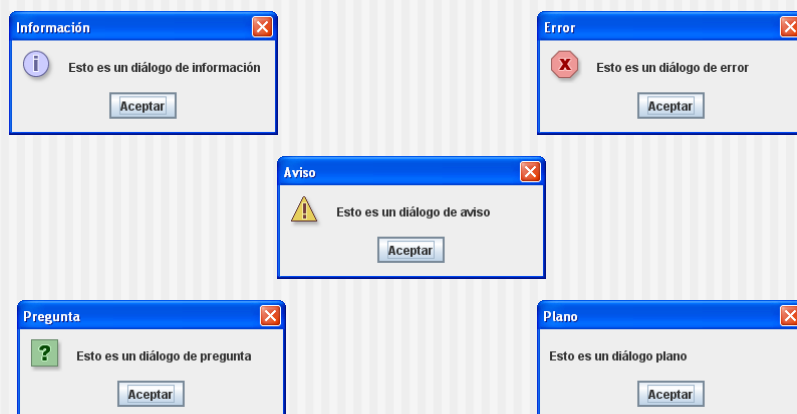 Información
i
Esto es un diálogo de información
Aceptar
Error
x
Esto es un diálogo de error
Aceptar
Aviso
!
Esto es un diálogo de aviso
Aceptar
Pregunta
?
Esto es un diálogo de pregunta
Aceptar
Plano
Esto es un diálogo plano
Aceptar